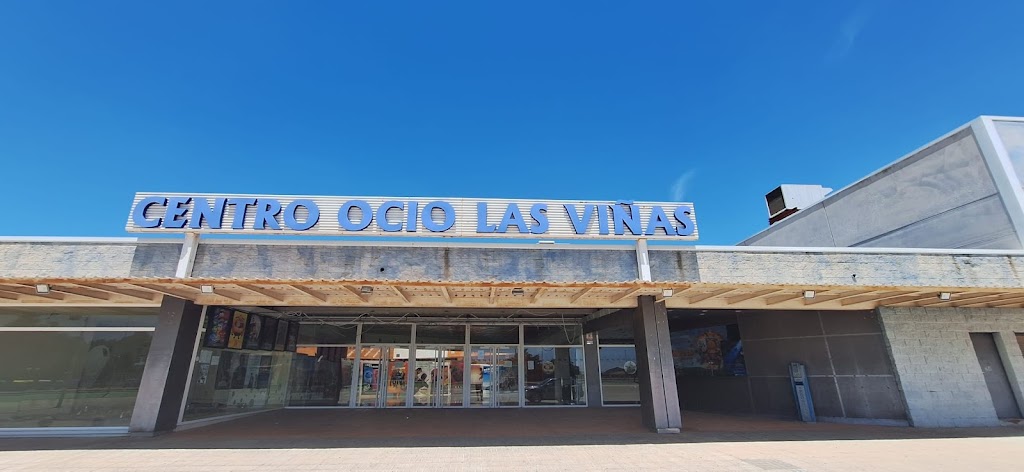 CENTRO OCIO LAS VIÑAS